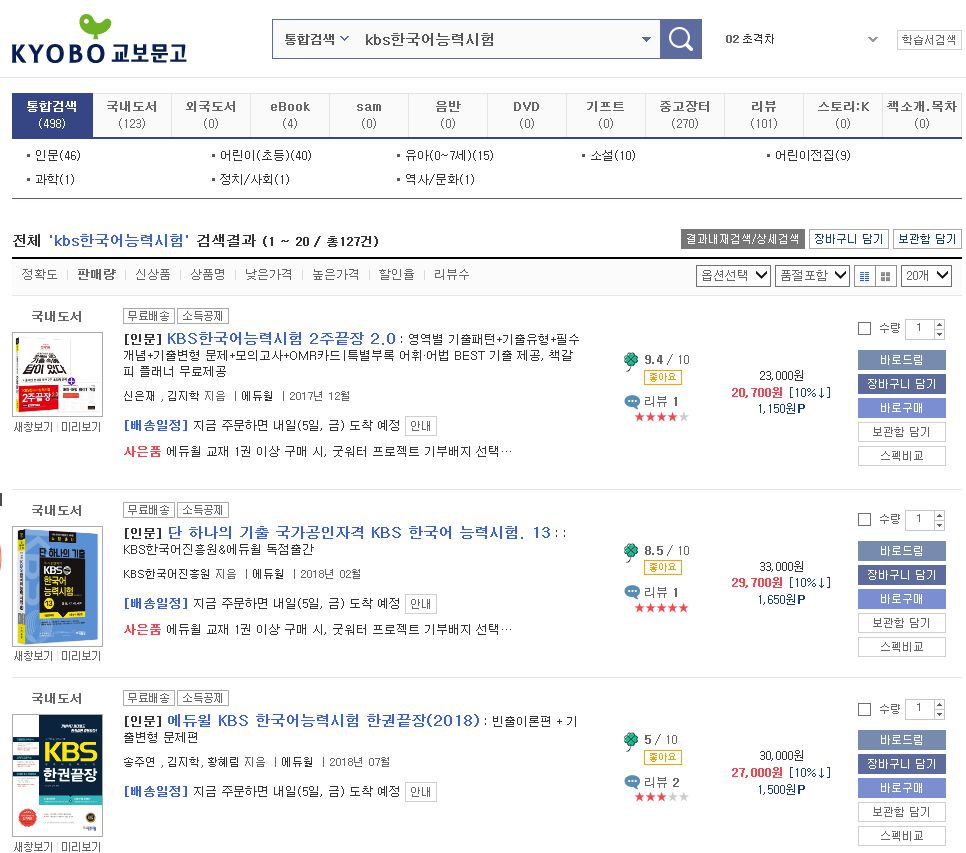 KYOBO 교보문고
통합검색 kbs한국어능력시험 02 초격차 학습서검색
통합검색 국내도서 외국도서 eBook sam 음반 DVD 기프트 중고장터 리뷰 스토리:K 책소개.목차
(498) (123) (0) (4) (0) (0) (0) (0) (270) (101) (0) (0)
인문(46) 어린이(초등)(40) 유아(0~7세)(15) 소설(10) 어린이전집(9)
과학(1) 정치/사회(1) 역사/문화(1)
전체 'kbs한국어능력시험' 검색결과 (1 ~ 20 / 총127건) 결과내재검색/상세검색 장바구니 담기 보관함 담기
정확도 판매량 신상품 상품명 낮은가격 높은가격 할인율 리뷰수 옵션선택 품절포함 20개
국내도서
새창보기 미리보기
무료배송 소득공제
[인문] KBS한국어능력시험 2주끝장 2.0 : 영역별 기출패턴+기출유형+필수
개념+기출변형 문제+모의고사+OMR카드|특별부록 어휘·어법 BEST 기출 제공, 책갈
피 플래너 무료제공
신은재 , 김지학 지음 | 에듀윌 | 2017년 12월
[배송일정] 지금 주문하면 내일(5일, 금) 도착 예정 안내
사은품 에듀윌 교재 1권 이상 구매 시, 굿워터 프로젝트 기부배지 선택…
9.4 / 10
좋아요
리뷰 1
23,000원
20,700원 [10%↓]
1,150원P
수량 1
바로드림
장바구니 담기
바로구매
보관함 담기
스펙비교
국내도서
단 하나의 기출
KBS
한국어
능력시험
13
새창보기 미리보기
무료배송 소득공제
[인문] 단 하나의 기출 국가공인자격 KBS 한국어 능력시험. 13 : :
KBS한국어진흥원&에듀윌 독점출간
KBS한국어진흥원 지음 | 에듀윌 | 2018년 02월
[배송일정] 지금 주문하면 내일(5일, 금) 도착 예정 안내
사은품 에듀윌 교재 1권 이상 구매 시, 굿워터 프로젝트 기부배지 선택…
8.5 / 10
좋아요
리뷰 1
33,000원
29,700원 [10%↓]
1,650원P
수량 1
바로드림
장바구니 담기
바로구매
보관함 담기
스펙비교
국내도서
KBS
한권끝장
새창보기 미리보기
무료배송 소득공제
[인문] 에듀윌 KBS 한국어능력시험 한권끝장(2018) : 빈출이론편 + 기
출변형 문제편
송주연 , 김지학, 황혜림 지음 | 에듀윌 | 2018년 07월
[배송일정] 지금 주문하면 내일(5일, 금) 도착 예정 안내
5 / 10
좋아요
리뷰 2
30,000원
27,000원 [10%↓]
1,500원P
수량 1
바로드림
장바구니 담기
바로구매
보관함 담기
스펙비교